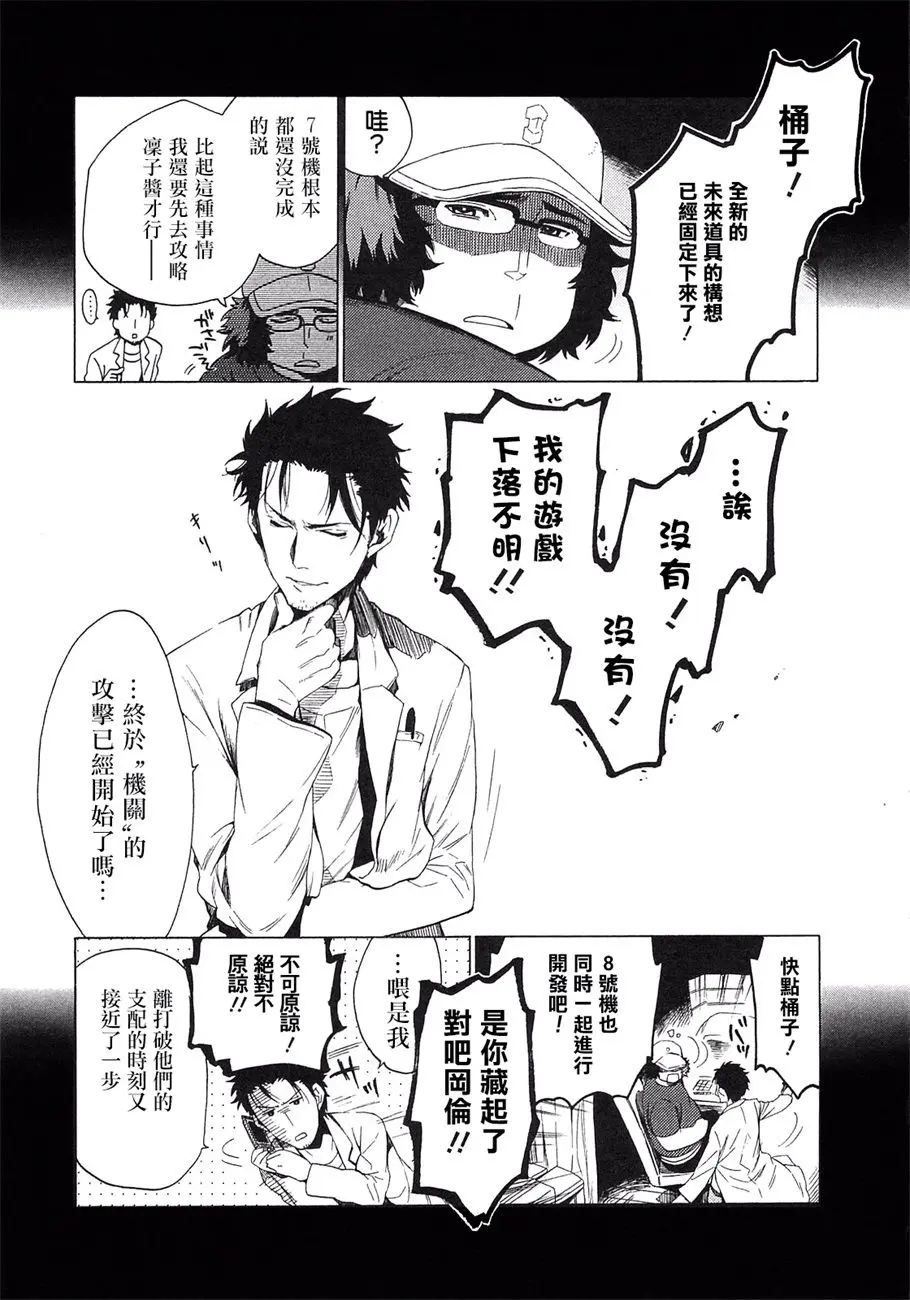 桶子！
全新的
未來道具的構想
已經固定下來了！
哇？
7號機根本
都還沒完成
的說
比起這種事情
我還要先去攻略
凜子醬才行——
……
…誒
沒有！
沒有！
我的遊戲
下落不明！！
キリッ
…終於”機關“的
攻擊已經開始了嗎…
快點桶子！
8號機也
同時一起進行
開發吧！
是你藏起了
對吧岡倫！！
…喂是我
不可原諒！
絕對不
原諒！！
離打破他們的
支配的時刻又
接近了一步